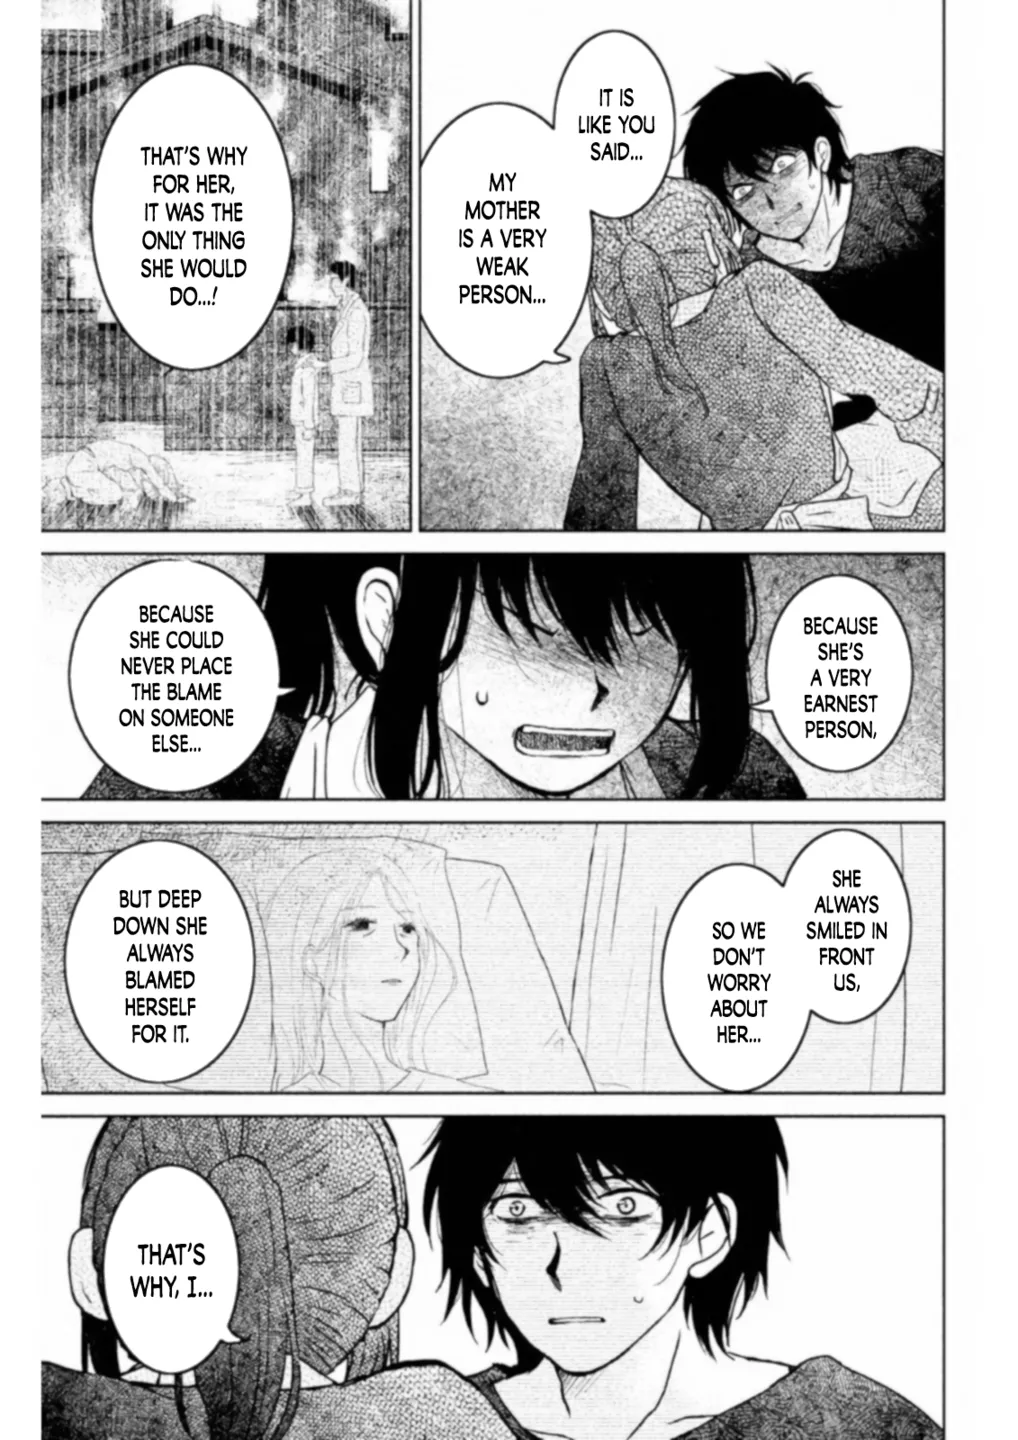 IT IS
LIKE YOU
SAID...
MY
MOTHER
IS A VERY
WEAK
PERSON...
THAT'S WHY
FOR HER,
IT WAS THE
ONLY THING
SHE WOULD
DO...!
BECAUSE
SHE'S
A VERY
EARNEST
PERSON,
BECAUSE
SHE COULD
NEVER PLACE
THE BLAME
ON SOMEONE
ELSE...
SHE
ALWAYS
SMILED IN
FRONT
US,
SO WE
DON'T
WORRY
ABOUT
HER...
BUT DEEP
DOWN SHE
ALWAYS
BLAMED
HERSELF
FOR IT.
THAT'S
WHY, I...